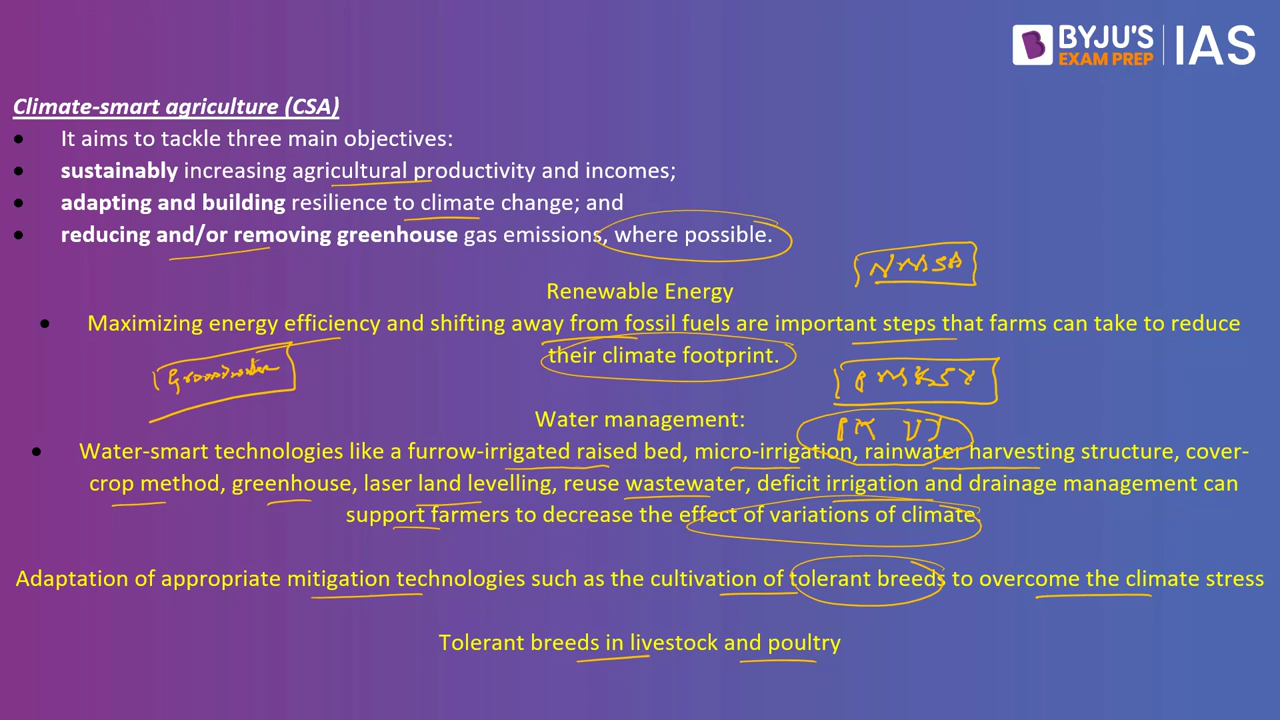 BYJU'S
EXAM PREP
IAS
Climate-smart agriculture (CSA)
• It aims to tackle three main objectives:
• sustainably increasing agricultural productivity and incomes;
• adapting and building resilience to climate change; and
• reducing and/or removing greenhouse gas emissions, where possible.
NMSA
Renewable Energy
• Maximizing energy efficiency and shifting away from fossil fuels are important steps that farms can take to reduce
their climate footprint.
Groundwater
PMKSY
Water management:
PKVY
• Water-smart technologies like a furrow-irrigated raised bed, micro-irrigation, rainwater harvesting structure, cover-
crop method, greenhouse, laser land levelling, reuse wastewater, deficit irrigation and drainage management can
support farmers to decrease the effect of variations of climate.
Adaptation of appropriate mitigation technologies such as the cultivation of tolerant breeds to overcome the climate stress
Tolerant breeds in livestock and poultry